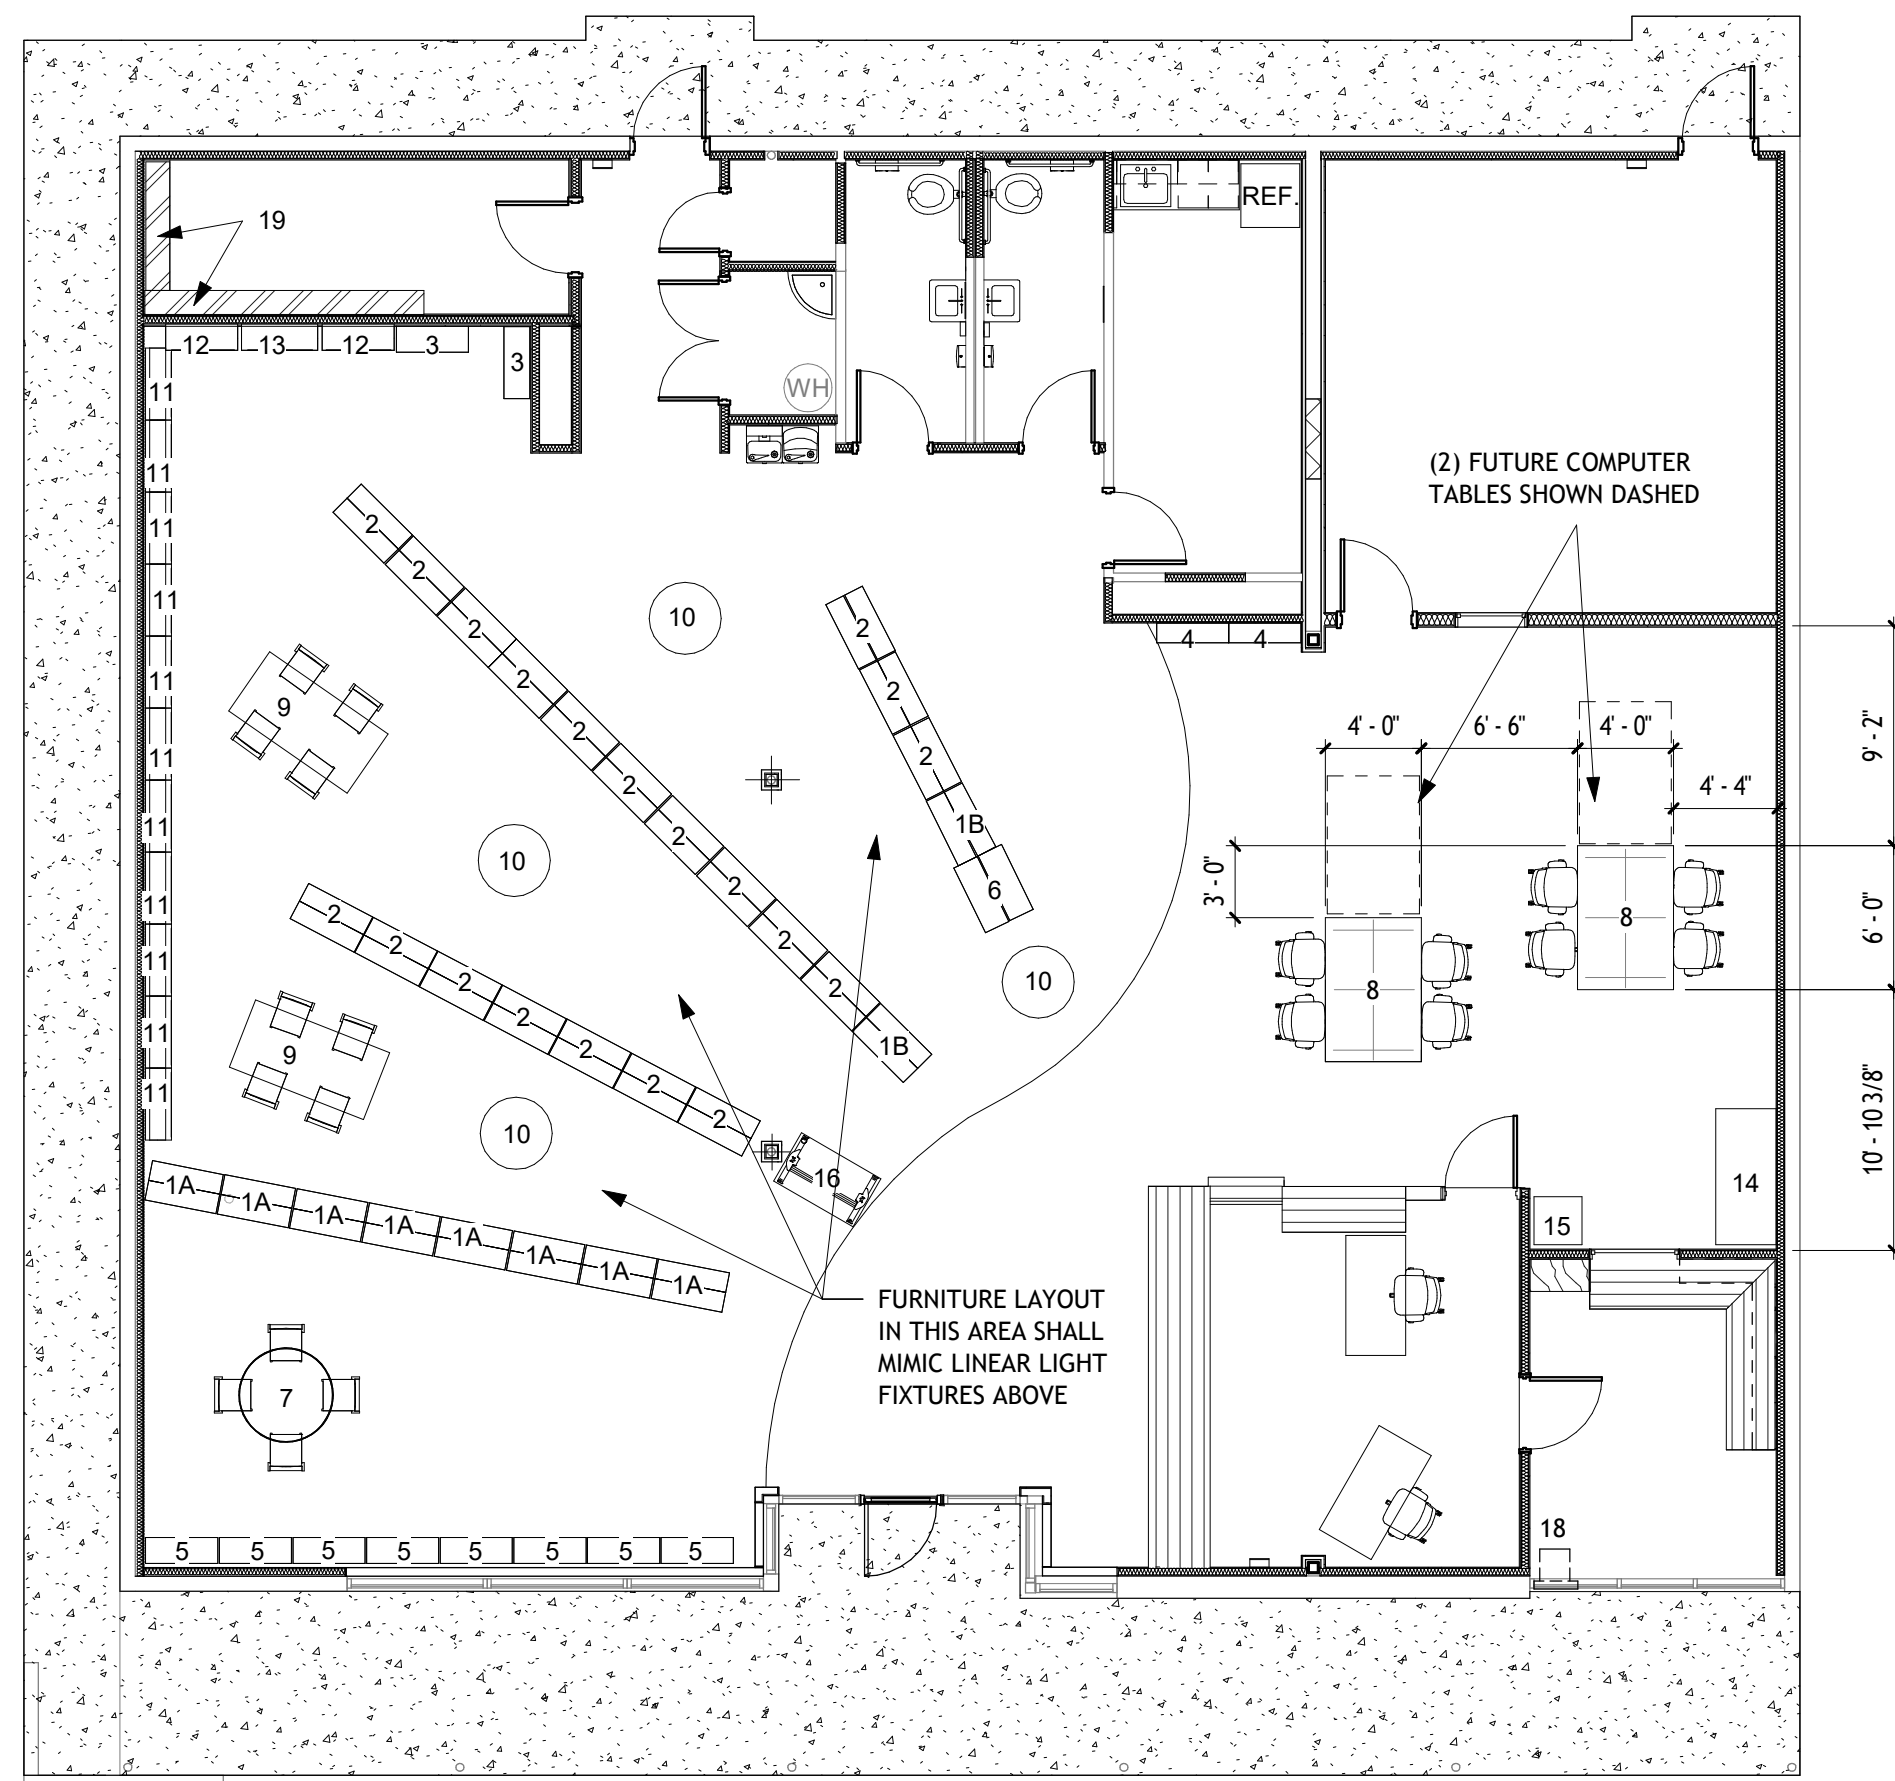 REF.
19
12
13
12
3
3
WH
11
11
11
11
11
11
11
11
11
11
11
(2) FUTURE COMPUTER
TABLES SHOWN DASHED
2
2
2
2
2
2
2
2
2
2
1B
10
2
2
2
1B
6
4
4
9
10
10
4' - 0"
6' - 6"
4' - 0"
4' - 4"
9' - 2"
3' - 0"
6' - 0"
10' - 10 3/8"
8
8
2
2
2
2
2
2
2
9
10
16
1A
1A
1A
1A
1A
1A
1A
1A
14
15
FURNITURE LAYOUT
IN THIS AREA SHALL
MIMIC LINEAR LIGHT
FIXTURES ABOVE
7
18
5
5
5
5
5
5
5
5